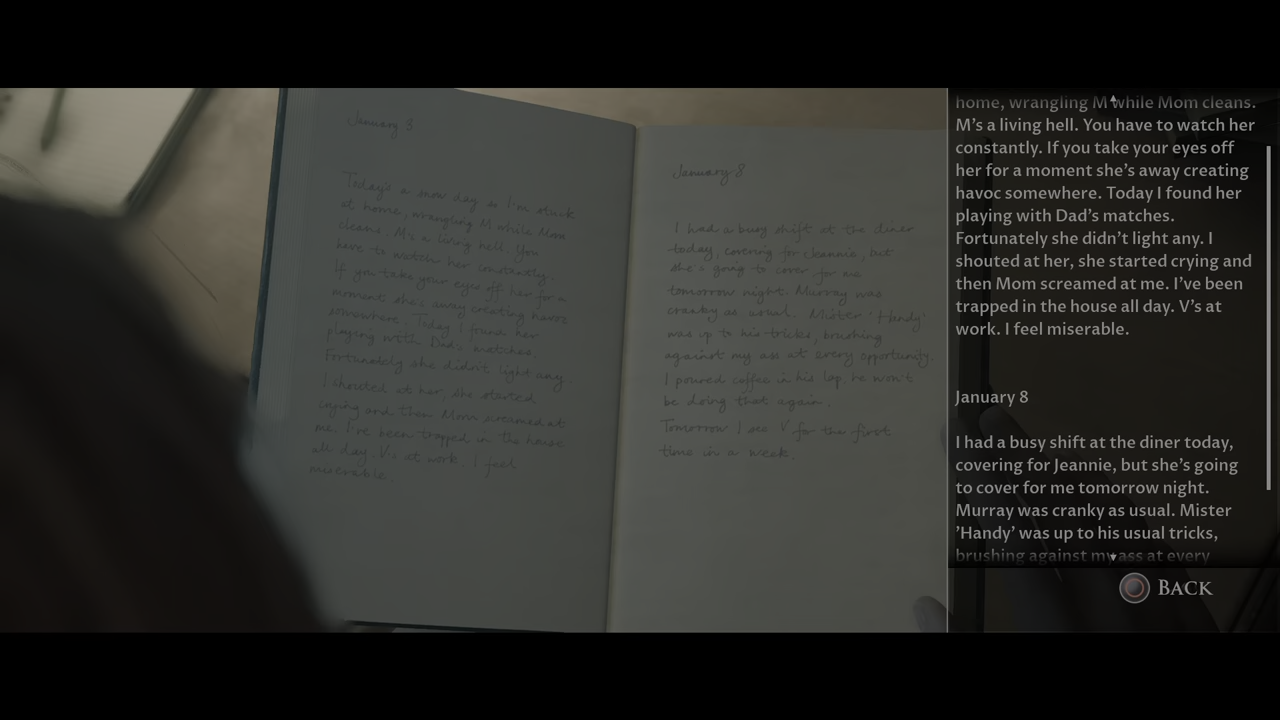 January 3
Today's a snow day so I'm stuck
at home, wrangling M while Mom
cleans. M's a living hell. You
have to watch her constantly.
If you take your eyes off her for a
moment she's away creating havoc
somewhere. Today I found her
playing with Dad's matches.
Fortunately she didn't light any
I shouted at her, she started
crying and then Mom screamed at
me. I've been trapped in the house
all day. V's at work. I feel
miserable.
January 8
I had a busy shift at the diner
today, covering for Jeannie, but
she's going to cover for me
tomorrow night. Murray was
cranky as usual. Mister 'Handy'
was up to his tricks, brushing
against my ass at every opportunity.
I poured coffee in his lap, he won't
be doing that again.
Tomorrow I see V for the first
time in a week.
home, wrangling M while Mom cleans.
M's a living hell. You have to watch her
constantly. If you take your eyes off
her for a moment she's away creating
havoc somewhere. Today I found her
playing with Dad's matches.
Fortunately she didn't light any. I
shouted at her, she started crying and
then Mom screamed at me. I've been
trapped in the house all day. V's at
work. I feel miserable.
January 8
I had a busy shift at the diner today,
covering for Jeannie, but she's going
to cover for me tomorrow night.
Murray was cranky as usual. Mister
'Handy' was up to his usual tricks,
brushing against my ass at every
BACK